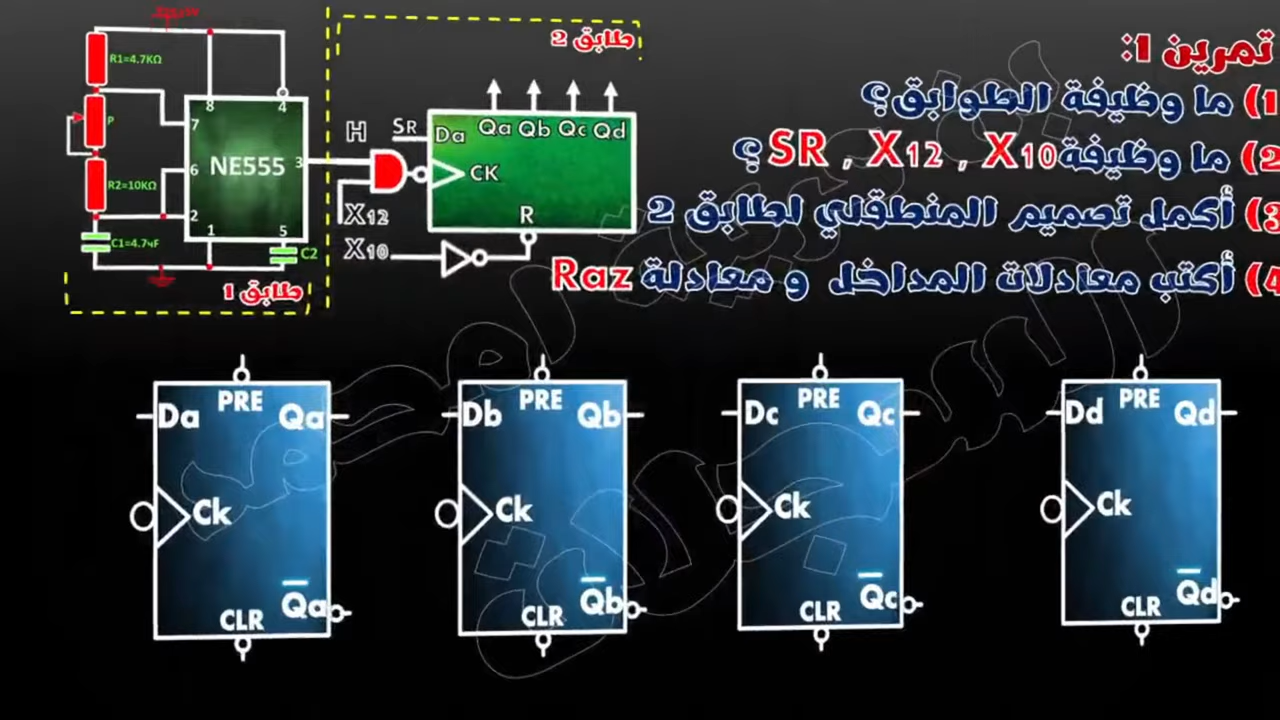 تمرين 1:
1) ما وظيفة الطوابق؟
2) ما وظيفة X10 , X12 , SR؟
3) أكمل تصميم المنطقلي لطابق 2
4) أكتب معادلات المداخل و معادلة Raz
R1=4.7KΩ
P
R2=10KΩ
C1=4.7чF
8
4
7
6
NE555
3
2
1
5
C2
طابق 1
طابق 2
H
SR
Da
Qa Qb Qc Qd
CK
X12
R
X10
PRE
Da
Qa
Ck
Qa
CLR
PRE
Db
Qb
Ck
Qb
CLR
PRE
Dc
Qc
Ck
Qc
CLR
PRE
Dd
Qd
Ck
Qd
CLR